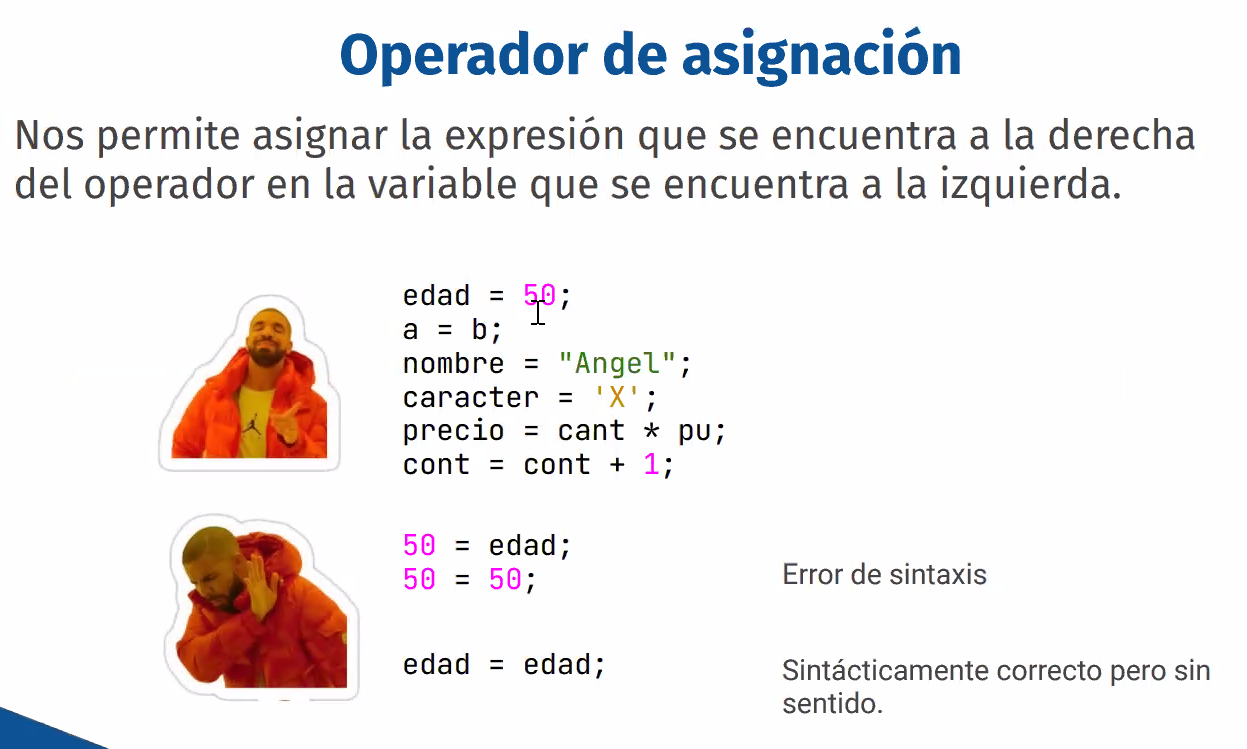 Operador de asignación
Nos permite asignar la expresión que se encuentra a la derecha
del operador en la variable que se encuentra a la izquierda.
edad = 50;
a = b;
nombre = "Angel";
caracter = 'X';
precio = cant * pu;
cont = cont + 1;
50 = edad;
50 = 50;
Error de sintaxis
edad = edad;
Sintácticamente correcto pero sin
sentido.